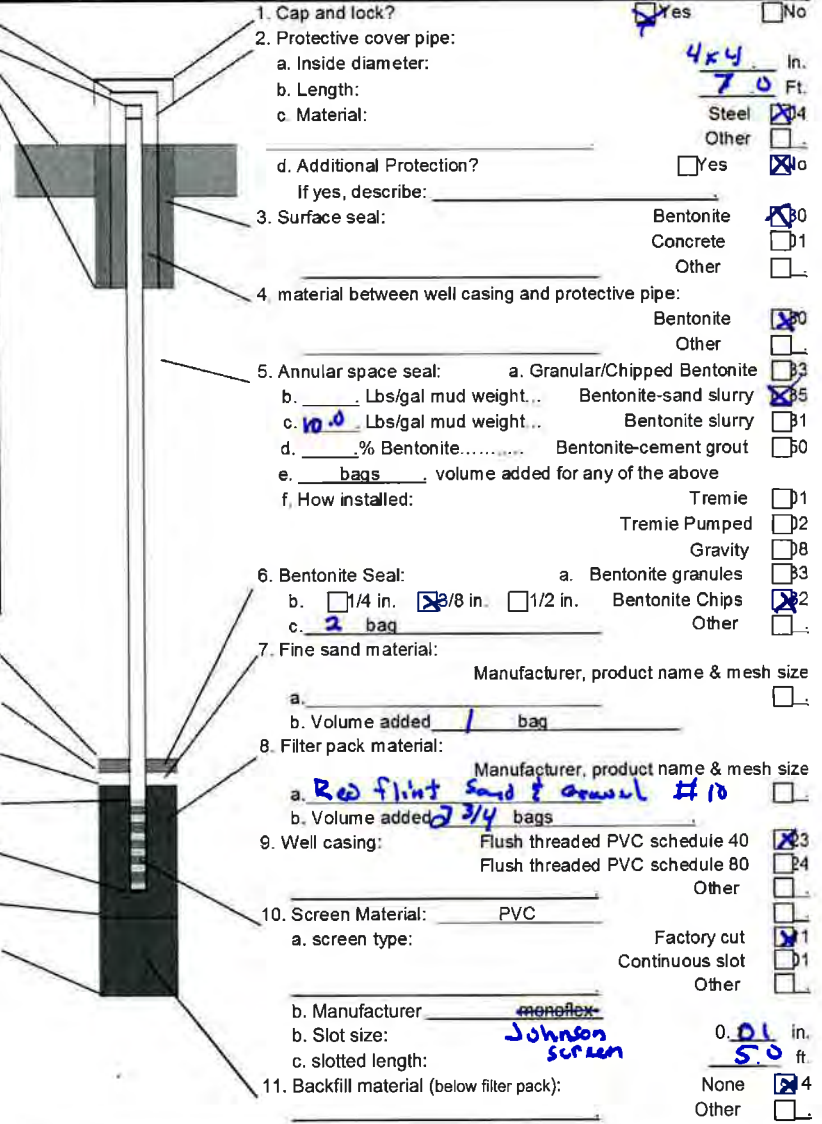 1. Cap and lock? Yes No
2. Protective cover pipe:
a. Inside diameter: 4x4 In.
b. Length: 7.0 Ft.
c. Material: Steel 04
Other
d. Additional Protection? Yes No
If yes, describe:
3. Surface seal: Bentonite 30
Concrete 01
Other
4. material between well casing and protective pipe:
Bentonite 30
Other
5. Annular space seal: a. Granular/Chipped Bentonite 33
b. . Lbs/gal mud weight... Bentonite-sand slurry 35
c. 10.0 Lbs/gal mud weight... Bentonite slurry 31
d. .% Bentonite........... Bentonite-cement grout 50
e. bags . volume added for any of the above
f. How installed: Tremie 01
Tremie Pumped 02
Gravity 08
6. Bentonite Seal: a. Bentonite granules 33
b. 1/4 in. 3/8 in. 1/2 in. Bentonite Chips 32
c. 2 bag Other
7. Fine sand material:
Manufacturer, product name & mesh size
a.
b. Volume added 1 bag
8. Filter pack material:
Manufacturer, product name & mesh size
a. Red flint Sand & Gravel #10
b. Volume added 2 3/4 bags
9. Well casing: Flush threaded PVC schedule 40 23
Flush threaded PVC schedule 80 24
Other
10. Screen Material: PVC
a. screen type: Factory cut 11
Continuous slot 01
Other
b. Manufacturer monoflex
b. Slot size: Johnson screen 0.01 in.
c. slotted length: 5.0 ft.
11. Backfill material (below filter pack): None 14
Other